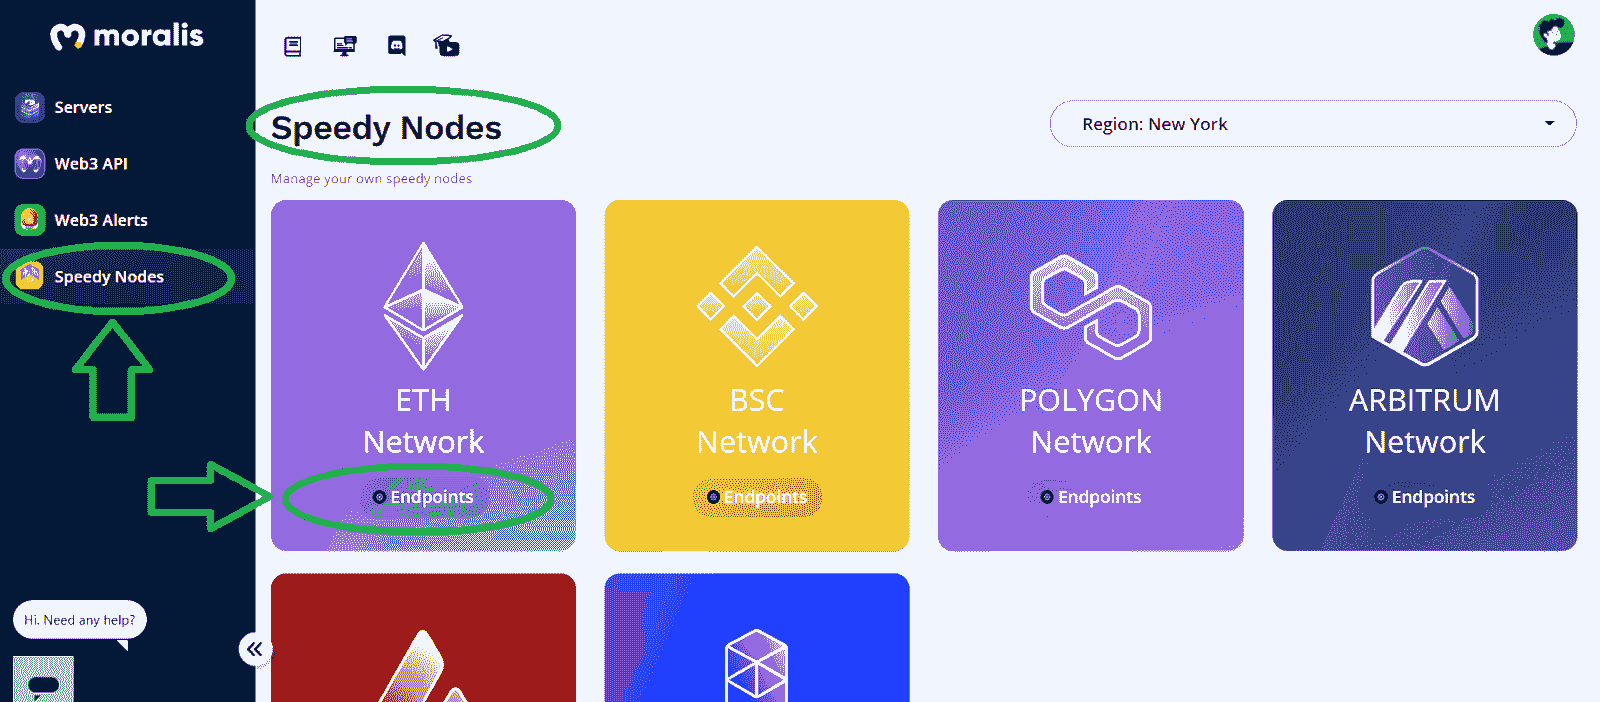 moralis
Servers
Web3 API
Web3 Alerts
Speedy Nodes
Hi. Need any help?
Speedy Nodes
Region: New York
Manage your own speedy nodes
ETH
Network
Endpoints
BSC
Network
Endpoints
POLYGON
Network
Endpoints
ARBITRUM
Network
Endpoints